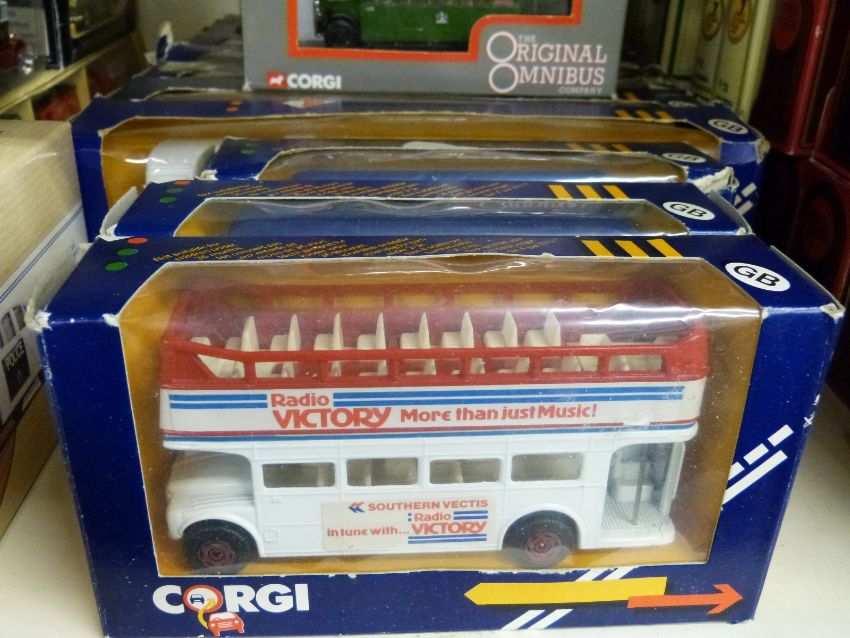 CORGI
THE
ORIGINAL
OMNIBUS
COMPANY
GB
GB
GB
GB
Radio
VICTORY More than just Music!
SOUTHERN VECTIS
In tune with... Radio
VICTORY
POLICE
CORGI